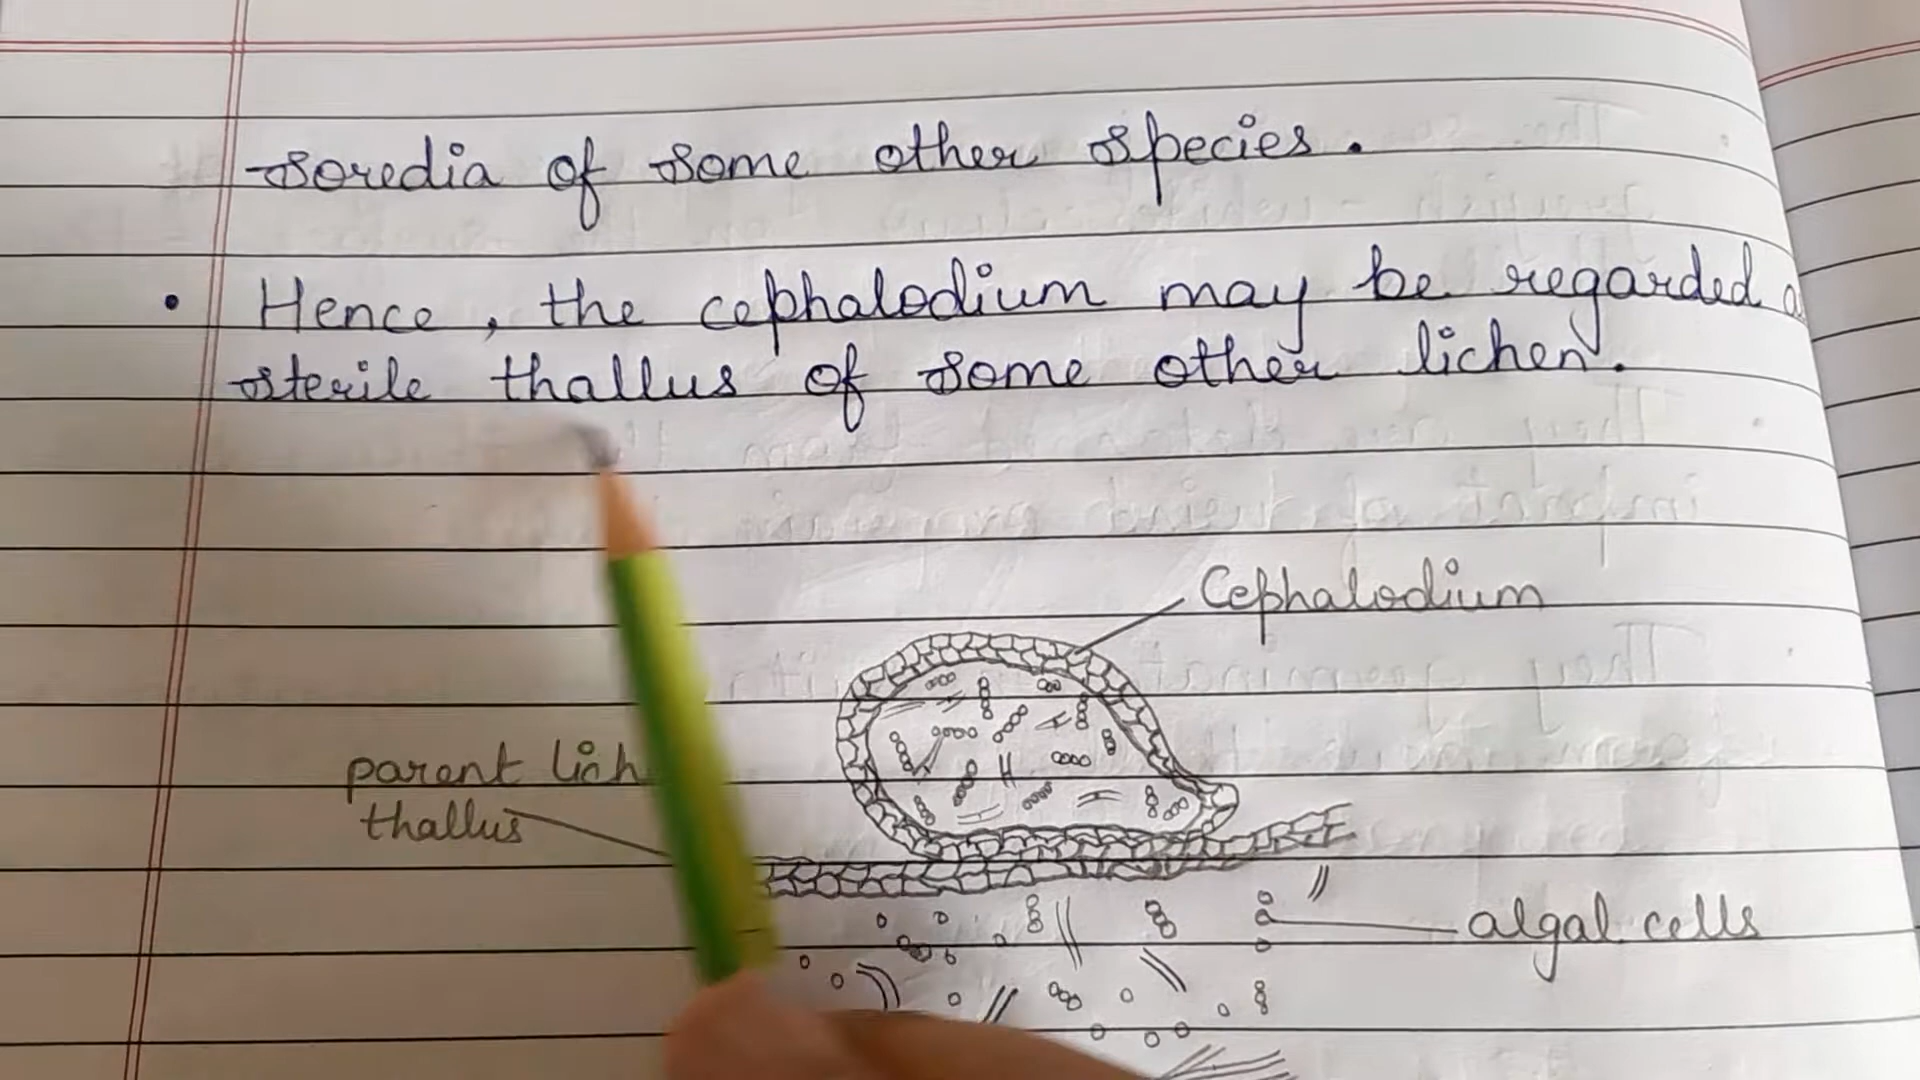 soredia of some other species.
• Hence, the cephalodium may be regarded
sterile thallus of some other lichen.
Cephalodium
parent lich
thallus
algal cells